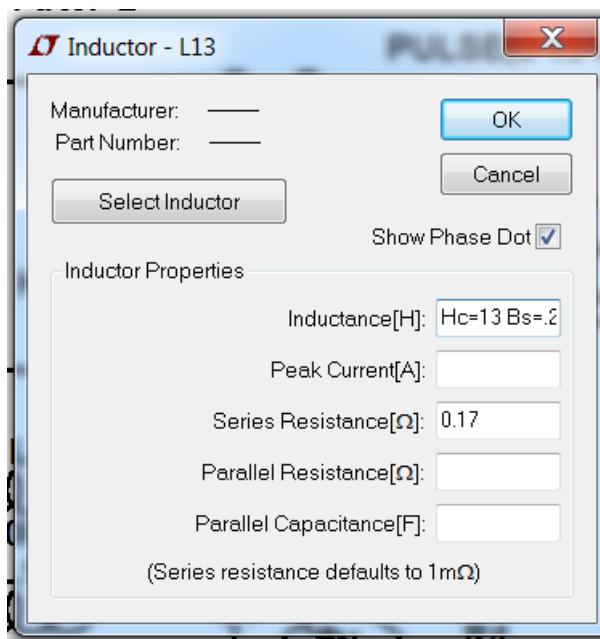 Inductor - L13
PULSE
Manufacturer:
Part Number:
OK
Cancel
Select Inductor
Show Phase Dot
Inductor Properties
Inductance[H]: Hc=13 Bs=.2
Peak Current[A]:
Series Resistance[Ω]: 0.17
Parallel Resistance[Ω]:
Parallel Capacitance[F]:
(Series resistance defaults to 1mΩ)